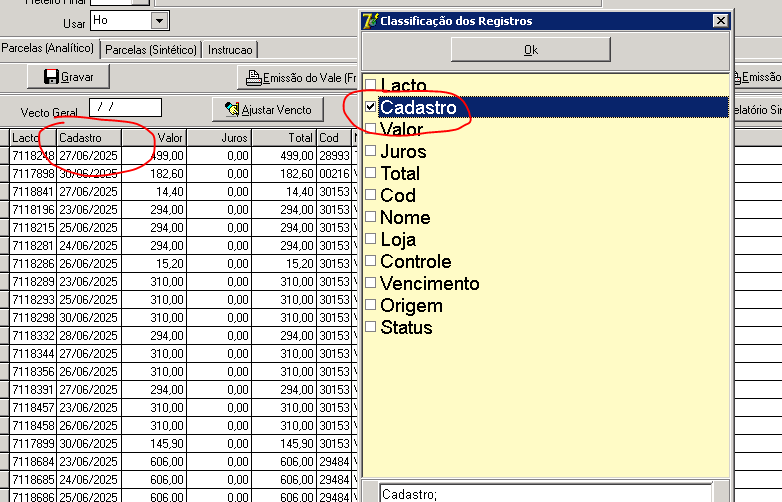 Usar Ho
Parcelas (Analítico) Parcelas (Sintético) Instrucao
Gravar Emissão do Vale (Fr Emissã
Vecto Geral / / Ajustar Vencto elatório Sin
Lacto Cadastro Valor Juros Total Cod
7118248 27/06/2025 499,00 0,00 499,00 28993
7117898 30/06/2025 182,60 0,00 182,60 00216
7118841 27/06/2025 14,40 0,00 14,40 30153
7118196 23/06/2025 294,00 0,00 294,00 30153
7118215 25/06/2025 294,00 0,00 294,00 30153
7118281 24/06/2025 294,00 0,00 294,00 30153
7118286 26/06/2025 15,20 0,00 15,20 30153
7118289 23/06/2025 310,00 0,00 310,00 30153
7118293 25/06/2025 310,00 0,00 310,00 30153
7118298 30/06/2025 310,00 0,00 310,00 30153
7118332 28/06/2025 294,00 0,00 294,00 30153
7118344 27/06/2025 310,00 0,00 310,00 30153
7118356 26/06/2025 310,00 0,00 310,00 30153
7118391 27/06/2025 294,00 0,00 294,00 30153
7118457 23/06/2025 310,00 0,00 310,00 30153
7118458 26/06/2025 310,00 0,00 310,00 30153
7117899 30/06/2025 145,90 0,00 145,90 30153
7118684 23/06/2025 606,00 0,00 606,00 29484
7118685 24/06/2025 606,00 0,00 606,00 29484
7118686 25/06/2025 606,00 0,00 606,00 29484
Classificação dos Registros
Ok
Lacto
Cadastro
Valor
Juros
Total
Cod
Nome
Loja
Controle
Vencimento
Origem
Status
Cadastro;